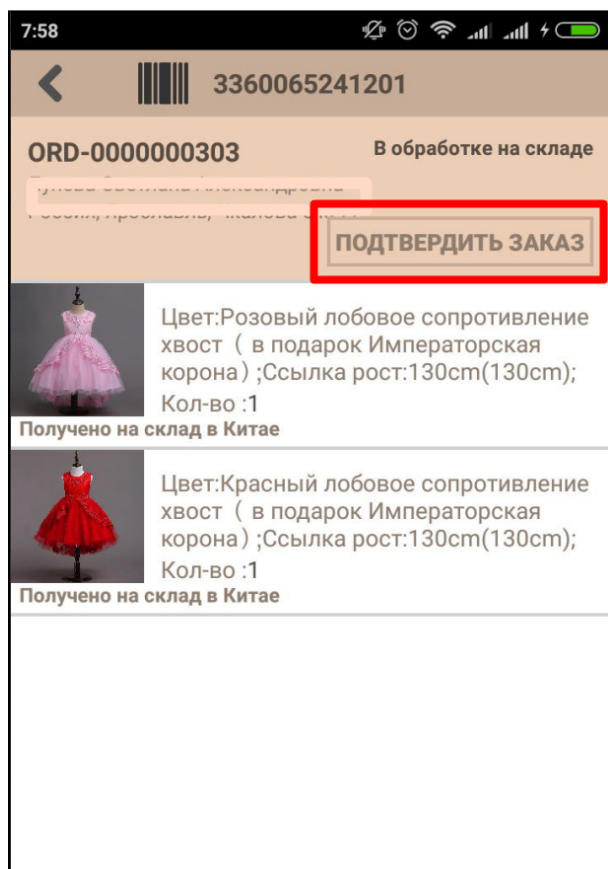 7:58
3360065241201
ORD-0000000303
В обработке на складе
ПОДТВЕРДИТЬ ЗАКАЗ
Цвет:Розовый лобовое сопротивление
хвост ( в подарок Императорская
корона) ;Ссылка рост:130cm(130cm);
Кол-во :1
Получено на склад в Китае
Цвет:Красный лобовое сопротивление
хвост ( в подарок Императорская
корона) ;Ссылка рост:130cm(130cm);
Кол-во :1
Получено на склад в Китае